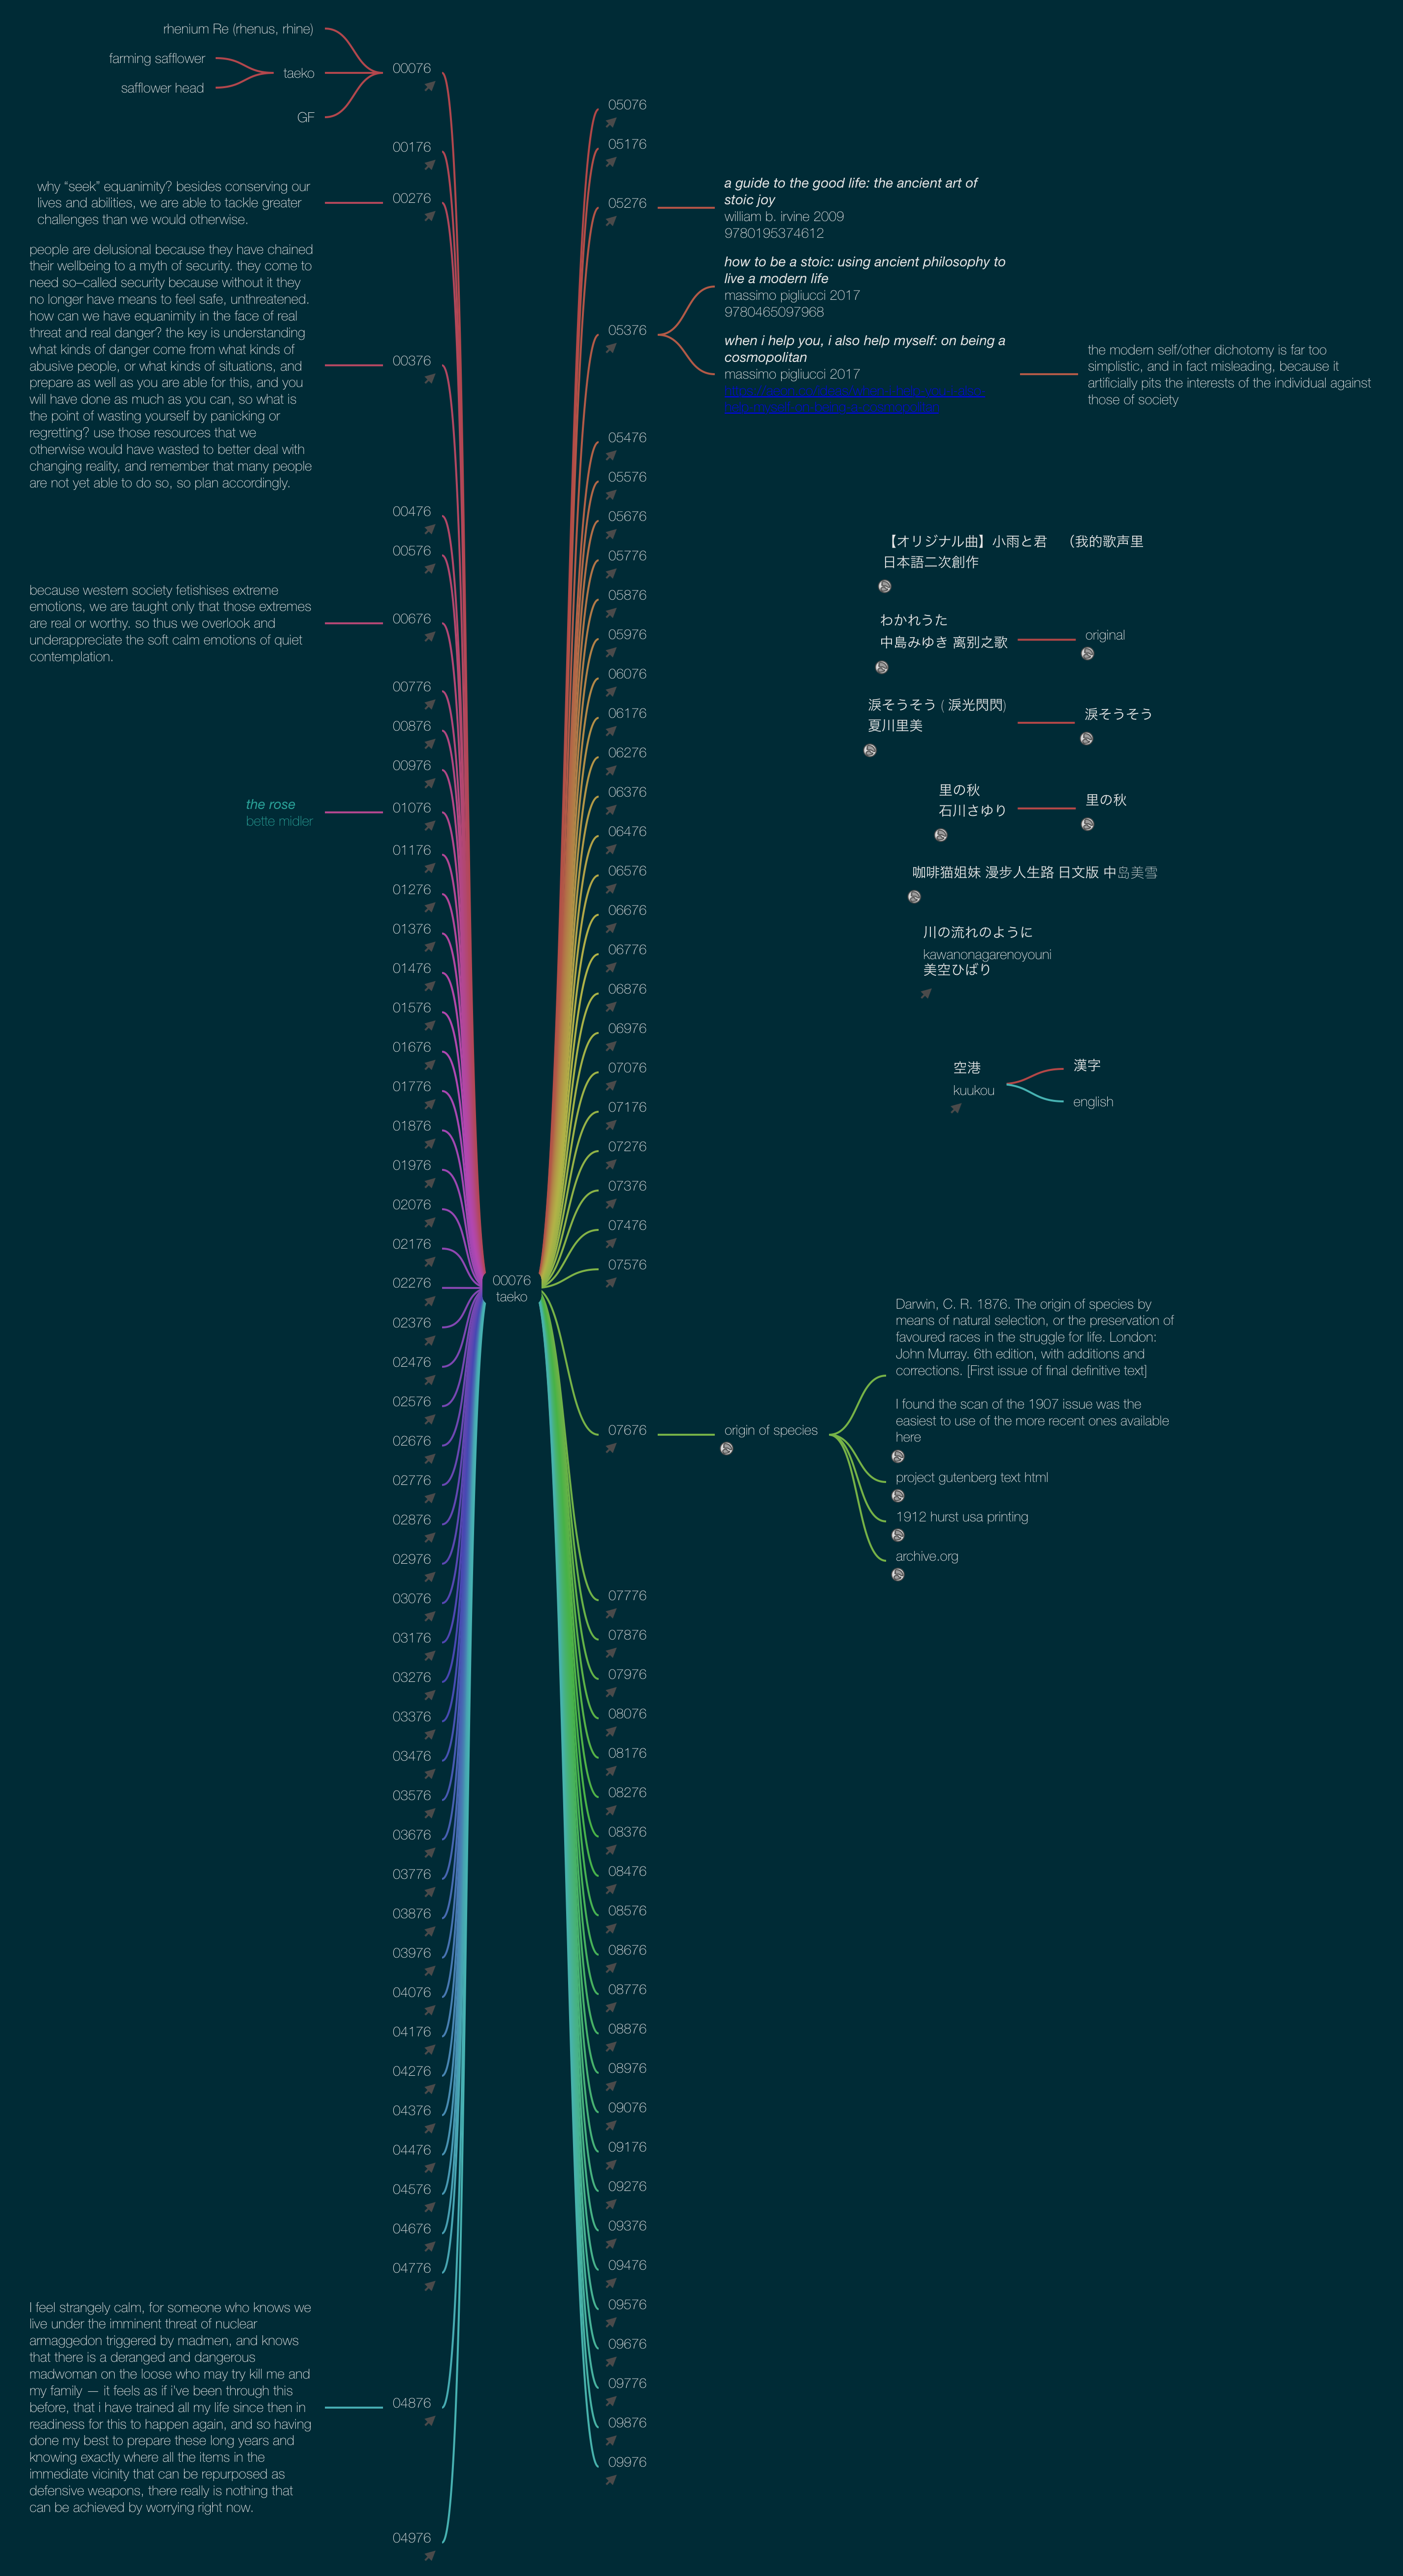 rhenium Re (rhenus, rhine)
farming safflower
taeko
safflower head
GF
00076
00176
why “seek” equanimity? besides conserving our
lives and abilities, we are able to tackle greater
challenges than we would otherwise.
00276
people are delusional because they have chained
their wellbeing to a myth of security. they come to
need so–called security because without it they
no longer have means to feel safe, unthreatened.
how can we have equanimity in the face of real
threat and real danger? the key is understanding
what kinds of danger come from what kinds of
abusive people, or what kinds of situations, and
prepare as well as you are able for this, and you
will have done as much as you can, so what is
the point of wasting yourself by panicking or
regretting? use those resources that we
otherwise would have wasted to better deal with
changing reality, and remember that many people
are not yet able to do so, so plan accordingly.
00376
00476
00576
because western society fetishises extreme
emotions, we are taught only that those extremes
are real or worthy. so thus we overlook and
underappreciate the soft calm emotions of quiet
contemplation.
00676
00776
00876
00976
the rose
bette midler
01076
01176
01276
01376
01476
01576
01676
01776
01876
01976
02076
02176
02276
02376
02476
02576
02676
02776
02876
02976
03076
03176
03276
03376
03476
03576
03676
03776
03876
03976
04076
04176
04276
04376
04476
04576
04676
04776
I feel strangely calm, for someone who knows we
live under the imminent threat of nuclear
armaggedon triggered by madmen, and knows
that there is a deranged and dangerous
madwoman on the loose who may try kill me and
my family — it feels as if i've been through this
before, that i have trained all my life since then in
readiness for this to happen again, and so having
done my best to prepare these long years and
knowing exactly where all the items in the
immediate vicinity that can be repurposed as
defensive weapons, there really is nothing that
can be achieved by worrying right now.
04876
04976
00076
taeko
05076
05176
05276
a guide to the good life: the ancient art of
stoic joy
william b. irvine 2009
9780195374612
05376
how to be a stoic: using ancient philosophy to
live a modern life
massimo pigliucci 2017
9780465097968
when i help you, i also help myself: on being a
cosmopolitan
massimo pigliucci 2017
the modern self/other dichotomy is far too
simplistic, and in fact misleading, because it
artificially pits the interests of the individual against
those of society
05476
05576
05676
05776
05876
05976
06076
06176
06276
06376
06476
06576
06676
06776
06876
06976
07076
07176
07276
07376
07476
07576
07676
origin of species
Darwin, C. R. 1876. The origin of species by
means of natural selection, or the preservation of
favoured races in the struggle for life. London:
John Murray. 6th edition, with additions and
corrections. [First issue of final definitive text]
I found the scan of the 1907 issue was the
easiest to use of the more recent ones available
here
project gutenberg text html
1912 hurst usa printing
archive.org
07776
07876
07976
08076
08176
08276
08376
08476
08576
08676
08776
08876
08976
09076
09176
09276
09376
09476
09576
09676
09776
09876
09976
【オリジナル曲】小雨と君　（我的歌声里
日本語二次創作
わかれうた
中島みゆき 离别之歌
original
涙そうそう ( 淚光閃閃)
夏川里美
涙そうそう
里の秋
石川さゆり
里の秋
咖啡猫姐妹 漫步人生路 日文版 中岛美雪
川の流れのように
kawanonagarenoyouni
美空ひばり
空港
kuukou
漢字
english